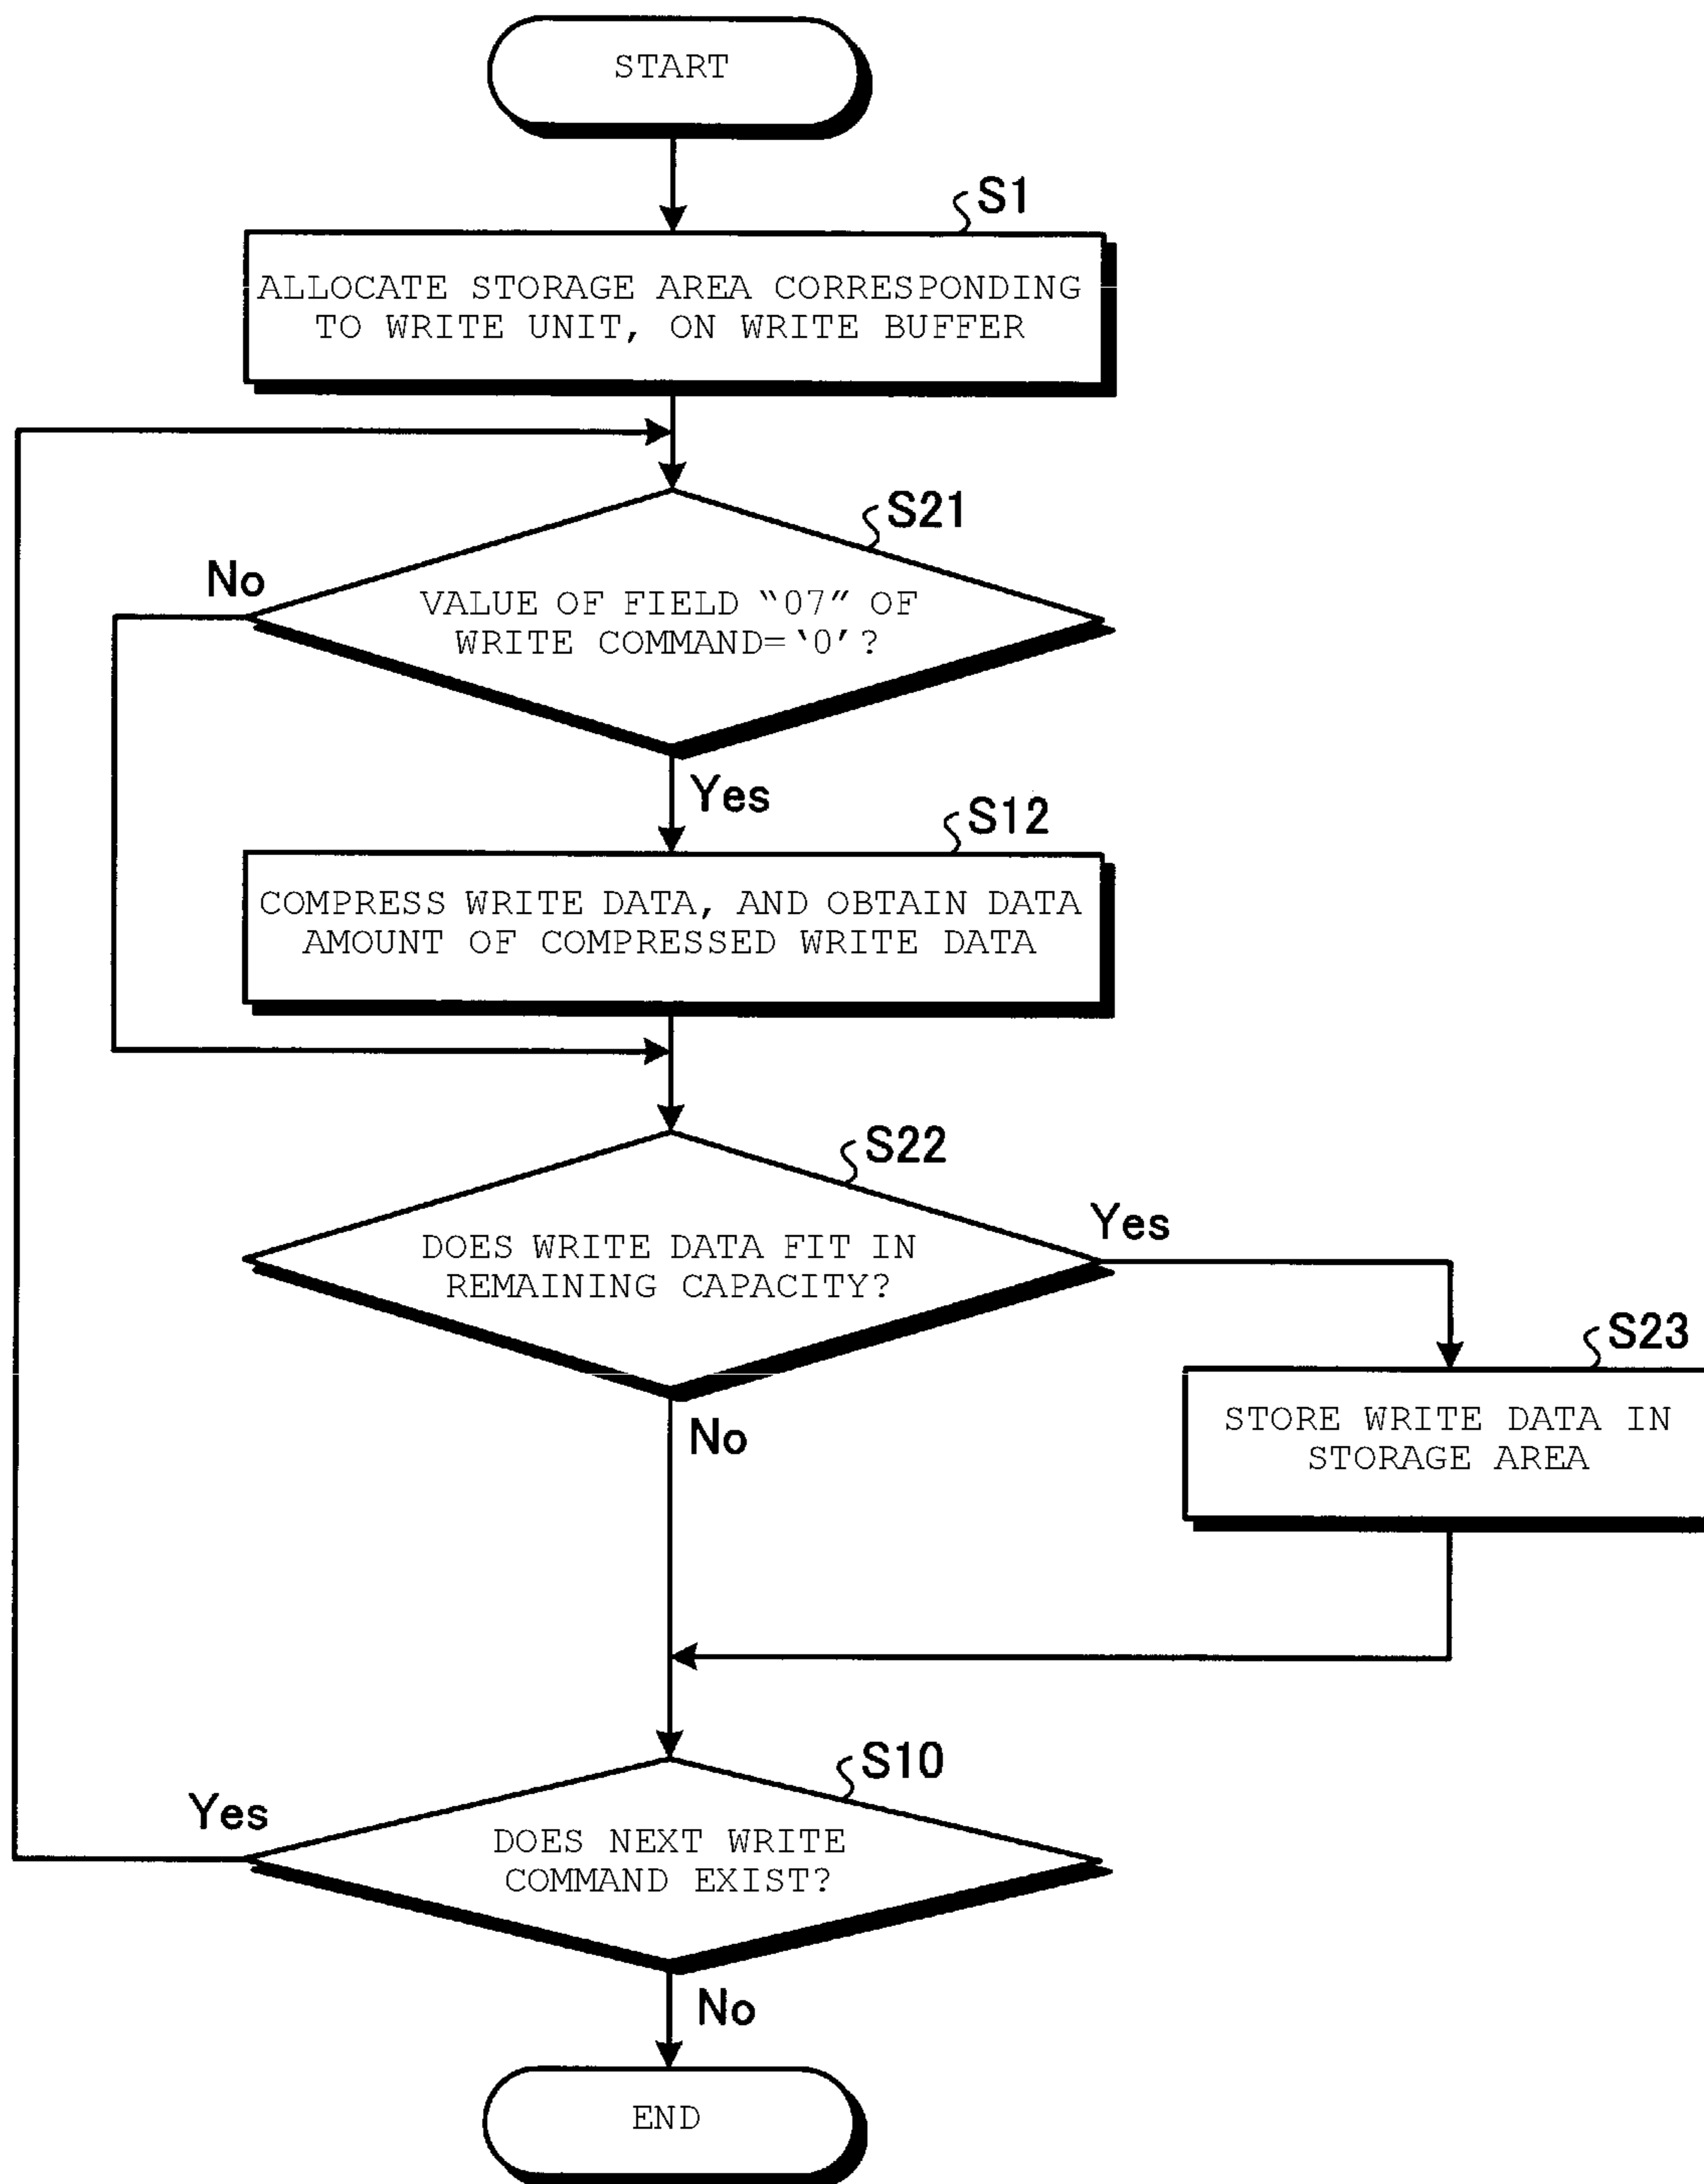 START
S1
ALLOCATE STORAGE AREA CORRESPONDING
TO WRITE UNIT, ON WRITE BUFFER
S21
No
VALUE OF FIELD “07” OF
WRITE COMMAND=‘0’?
Yes
S12
COMPRESS WRITE DATA, AND OBTAIN DATA
AMOUNT OF COMPRESSED WRITE DATA
S22
Yes
DOES WRITE DATA FIT IN
REMAINING CAPACITY?
S23
No
STORE WRITE DATA IN
STORAGE AREA
S10
Yes
DOES NEXT WRITE
COMMAND EXIST?
No
END